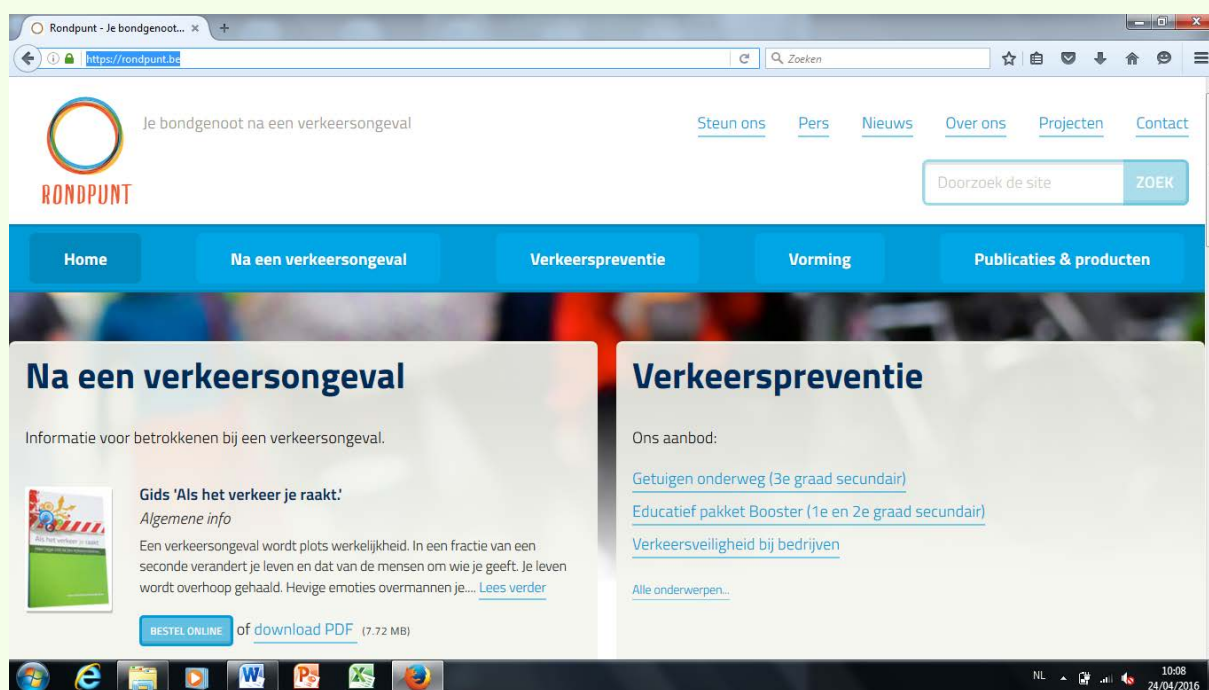 Rondpunt - Je bondgenoot...
https://rondpunt.be
Zoeken
Je bondgenoot na een verkeersongeval
Steun ons Pers Nieuws Over ons Projecten Contact
RONDPUNT
Doorzoek de site ZOEK
Home Na een verkeersongeval Verkeerspreventie Vorming Publicaties & producten
Na een verkeersongeval
Informatie voor betrokkenen bij een verkeersongeval.
Als het verkeer je raakt
Gids 'Als het verkeer je raakt.'
Algemene info
Een verkeersongeval wordt plots werkelijkheid. In een fractie van een
seconde verandert je leven en dat van de mensen om wie je geeft. Je leven
wordt overhoop gehaald. Hevige emoties overmannen je.... Lees verder
BESTEL ONLINE of download PDF (7.72 MB)
Verkeerspreventie
Ons aanbod:
Getuigen onderweg (3e graad secundair)
Educatief pakket Booster (1e en 2e graad secundair)
Verkeersveiligheid bij bedrijven
Alle onderwerpen...
NL
10:08
24/04/2016